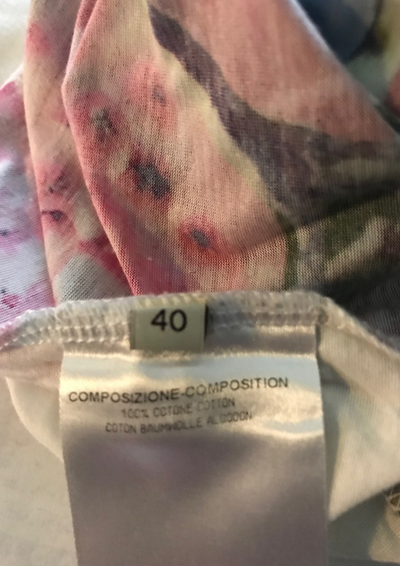 40
COMPOSIZIONE-COMPOSITION
100% COTONE COTTON
COTON BAUMWOLLE ALGODON